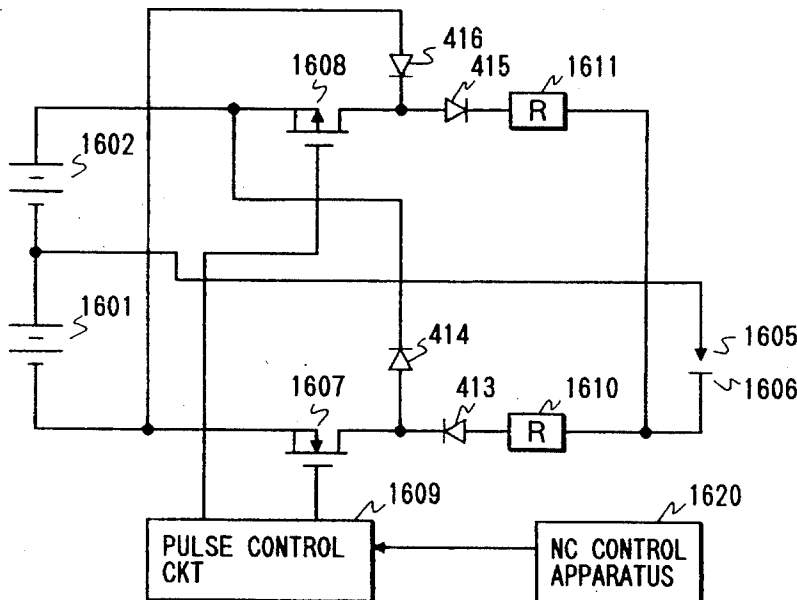 416
1608
415
1611
R
1602
1601
414
1605
1607
413
1610
1606
R
1609
1620
PULSE CONTROL
CKT
NC CONTROL
APPARATUS